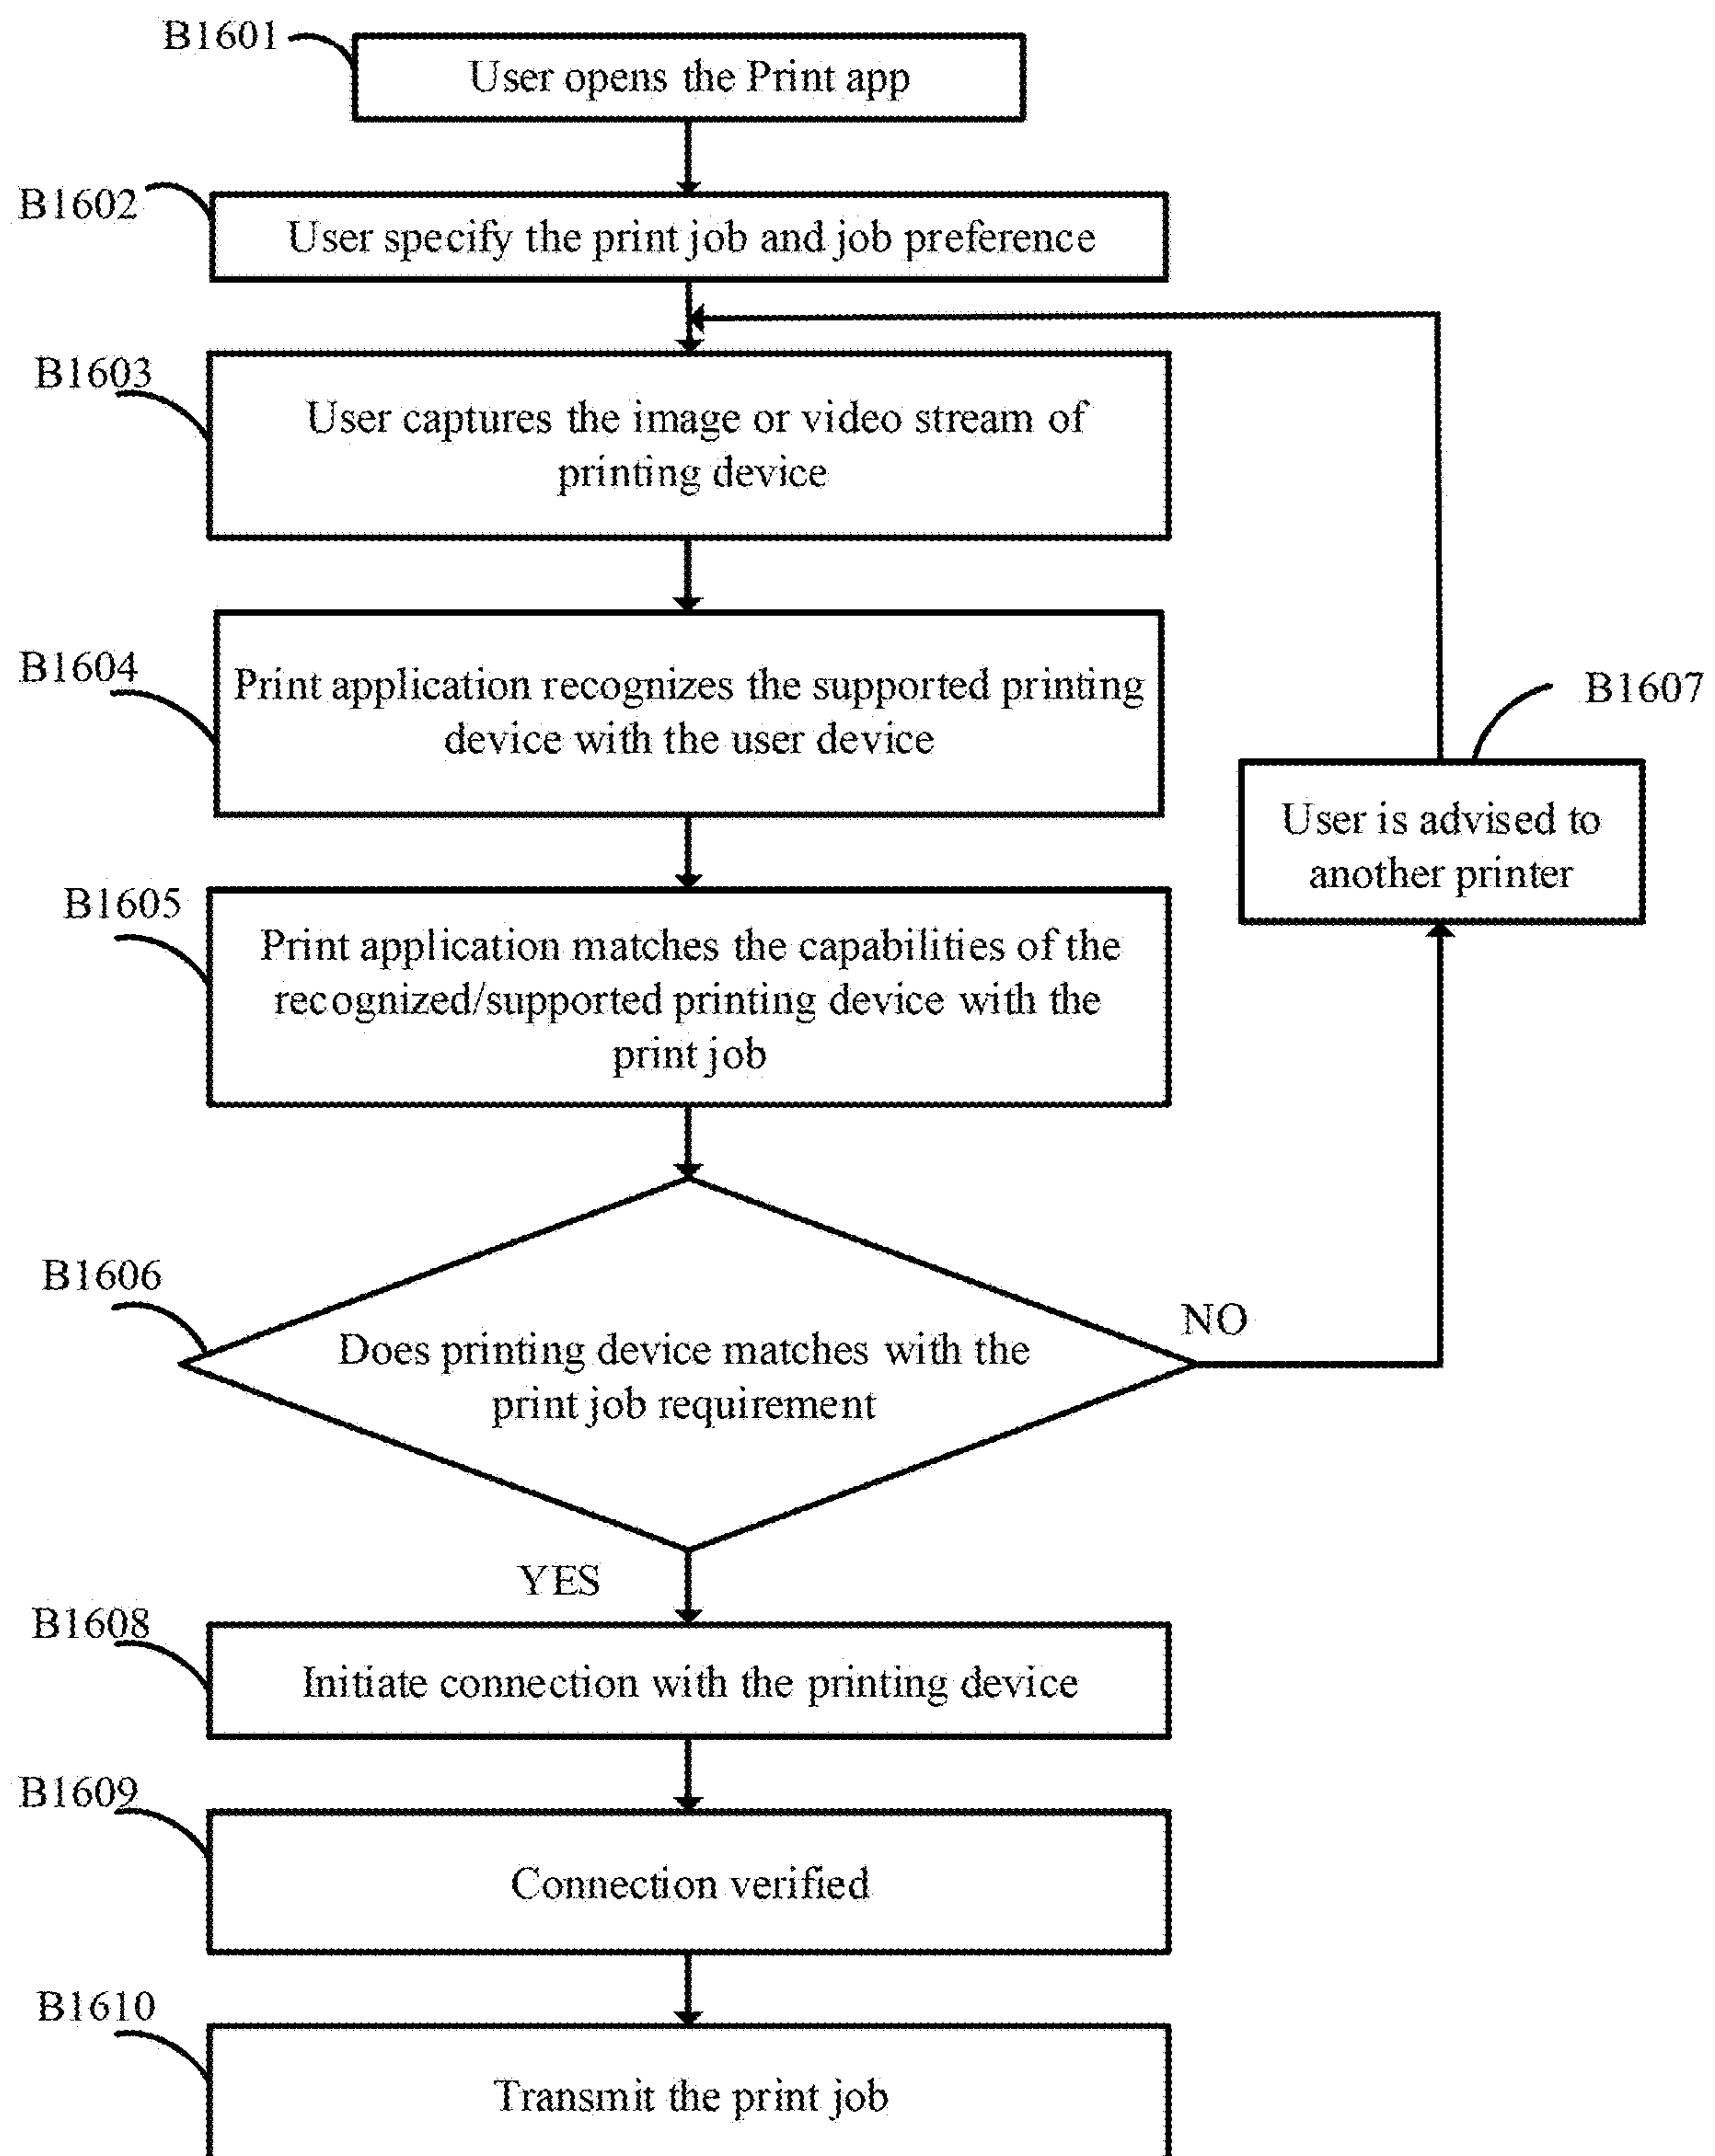 B1601
User opens the Print app
B1602
User specify the print job and job preference
B1603
User captures the image or video stream of
printing device
B1604
Print application recognizes the supported printing
device with the user device
B1607
User is advised to
another printer
B1605
Print application matches the capabilities of the
recognized/supported printing device with the
print job
B1606
Does printing device matches with the
print job requirement
NO
YES
B1608
Initiate connection with the printing device
B1609
Connection verified
B1610
Transmit the print job